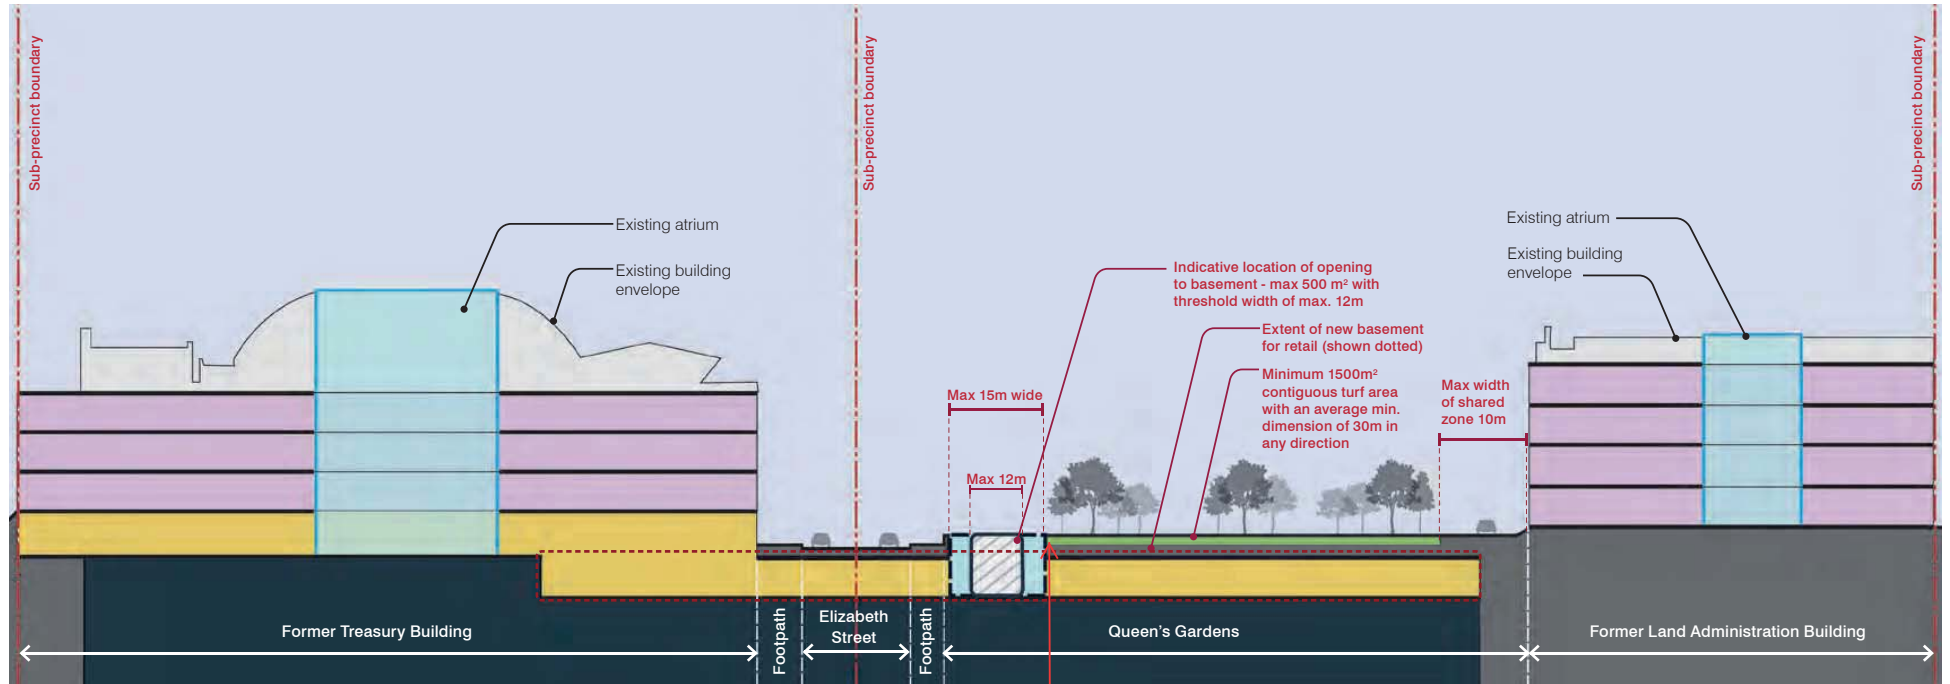 Sub-precinct boundary
Sub-precinct boundary
Sub-precinct boundary
Existing atrium
Existing building
envelope
Existing atrium
Existing building
envelope
Indicative location of opening
to basement - max 500 m² with
threshold width of max. 12m
Extent of new basement
for retail (shown dotted)
Minimum 1500m²
contiguous turf area
with an average min.
dimension of 30m in
any direction
Max width
of shared
zone 10m
Max 15m wide
Max 12m
Former Treasury Building
Footpath
Elizabeth
Street
Footpath
Queen's Gardens
Former Land Administration Building